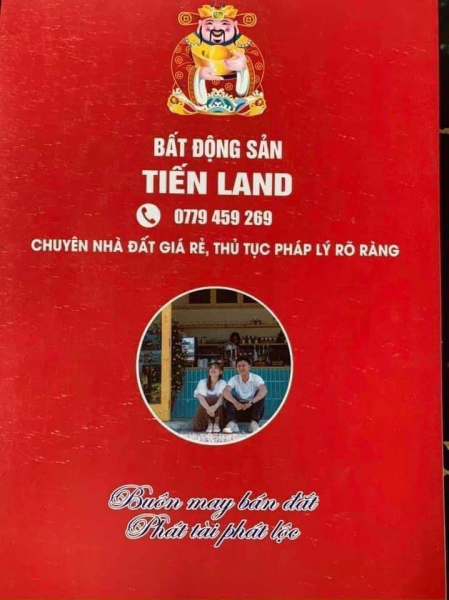 BẤT ĐỘNG SẢN
TIẾN LAND
0779 459 269
CHUYÊN NHÀ ĐẤT GIÁ RẺ, THỦ TỤC PHÁP LÝ RÕ RÀNG
Buôn may bán đất
Phát tài phát lộc